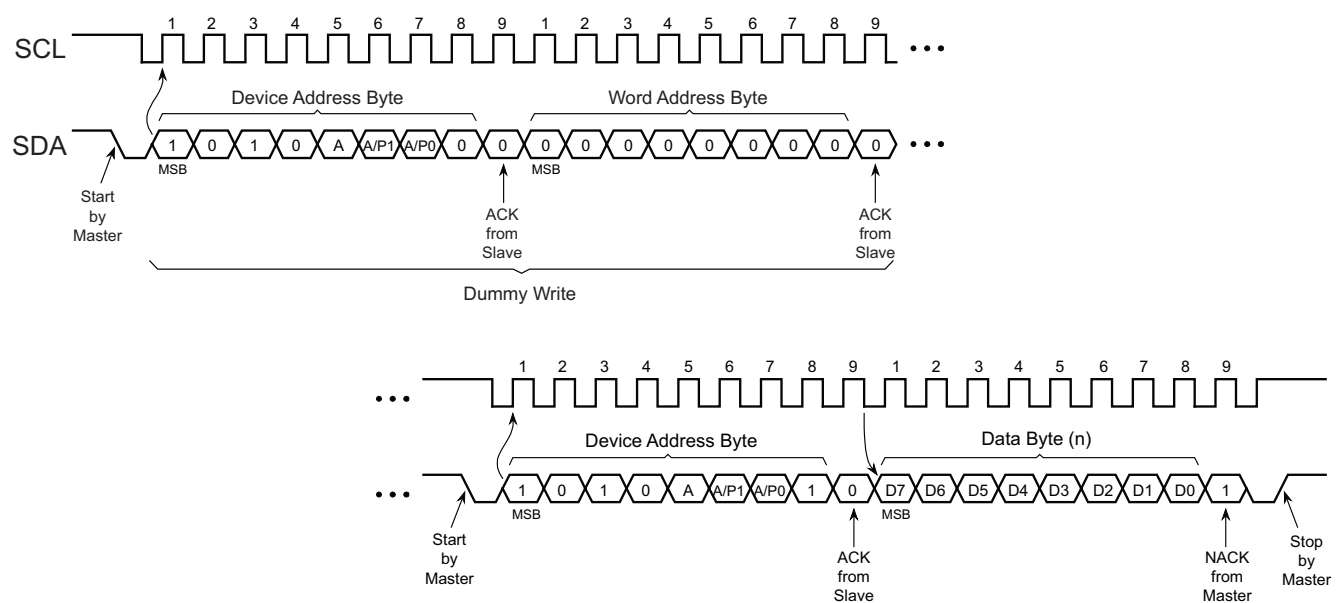 1 2 3 4 5 6 7 8 9 1 2 3 4 5 6 7 8 9
SCL
Device Address Byte Word Address Byte
SDA 1 0 1 0 A A/P1 A/P0 0 0 0 0 0 0 0 0 0 0 0
MSB MSB
Start
by
Master
ACK
from
Slave
ACK
from
Slave
Dummy Write
1 2 3 4 5 6 7 8 9 1 2 3 4 5 6 7 8 9
Device Address Byte Data Byte (n)
1 0 1 0 A A/P1 A/P0 1 0 D7 D6 D5 D4 D3 D2 D1 D0 1
MSB MSB
Start
by
Master
ACK
from
Slave
NACK
from
Master
Stop
by
Master